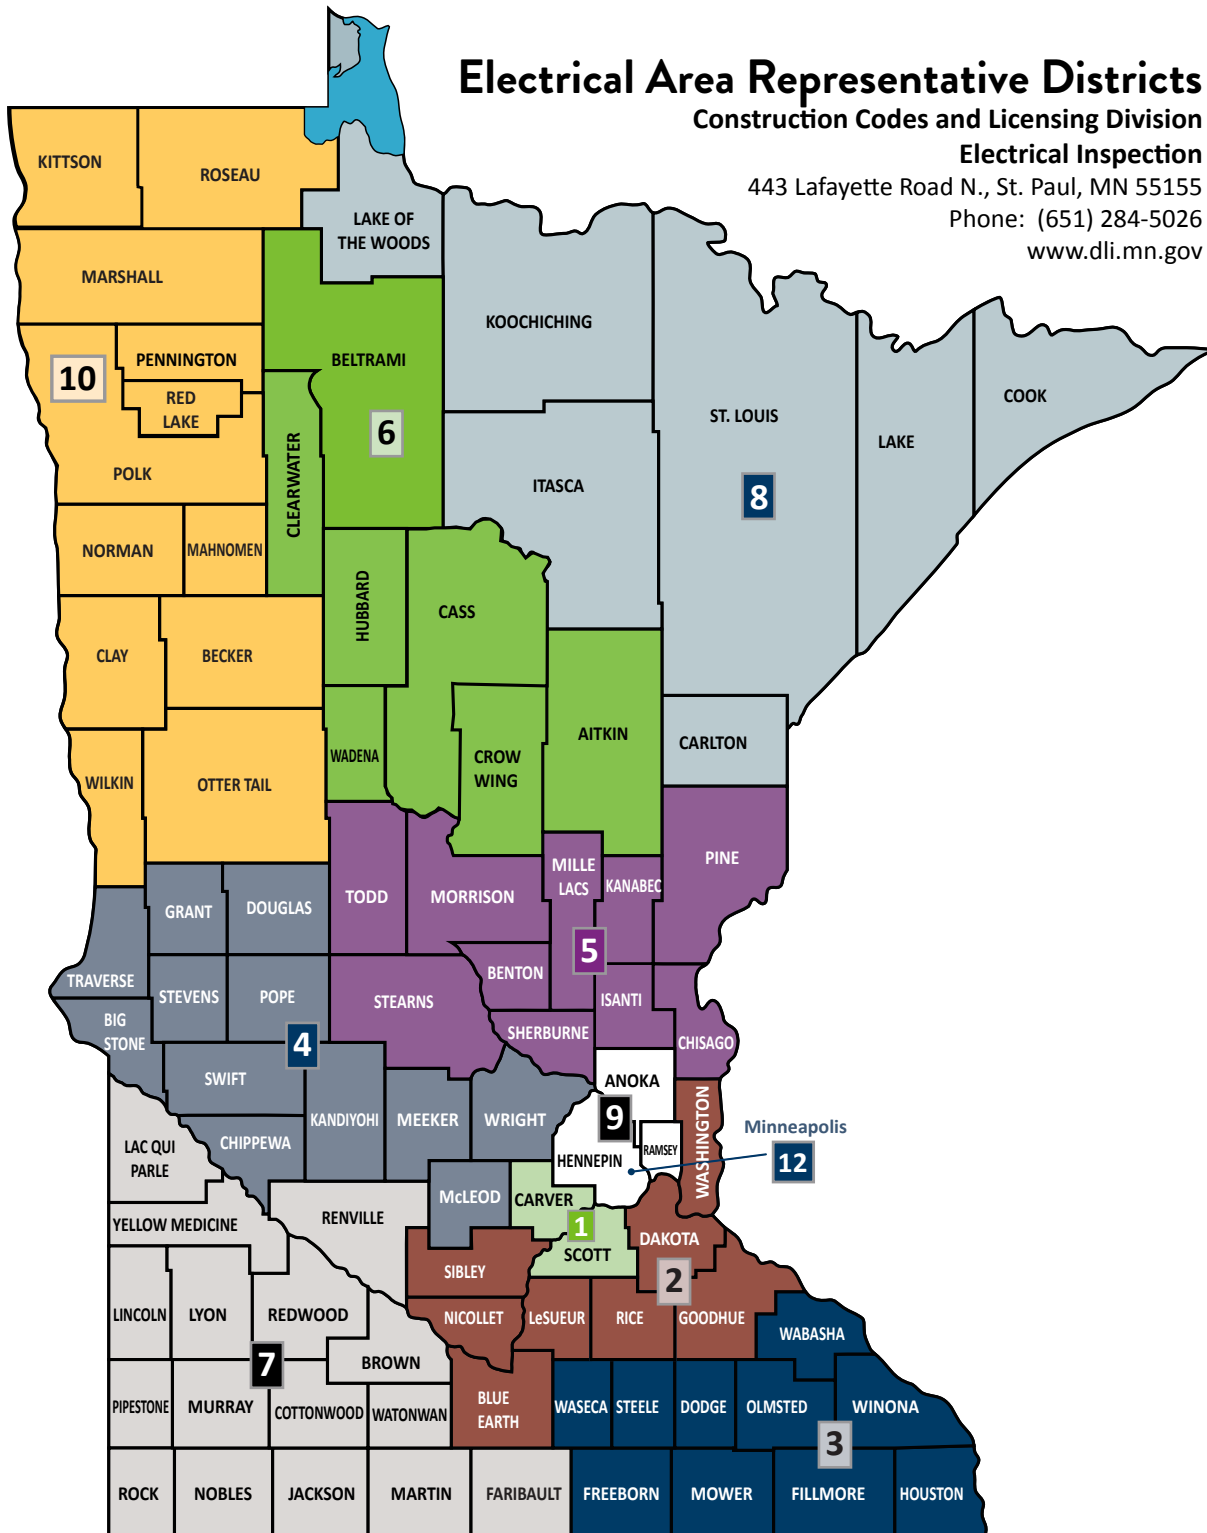 Electrical Area Representative Districts
Construction Codes and Licensing Division
Electrical Inspection
443 Lafayette Road N., St. Paul, MN 55155
Phone: (651) 284-5026
www.dli.mn.gov
KITTSON
ROSEAU
LAKE OF
THE WOODS
MARSHALL
KOOCHICHING
PENNINGTON
BELTRAMI
10
RED
LAKE
COOK
ST. LOUIS
6
LAKE
POLK
CLEARWATER
ITASCA
8
NORMAN
MAHNOMEN
HUBBARD
CASS
CLAY
BECKER
AITKIN
CARLTON
WADENA
CROW
WING
WILKIN
OTTER TAIL
PINE
MILLE
LACS
KANABEC
TODD
MORRISON
GRANT
DOUGLAS
5
TRAVERSE
BENTON
STEVENS
POPE
STEARNS
ISANTI
BIG
STONE
SHERBURNE
CHISAGO
4
SWIFT
ANOKA
KANDIYOHI
MEEKER
WRIGHT
9
WASHINGTON
Minneapolis
CHIPPEWA
RAMSEY
LAC QUI
PARLE
HENNEPIN
12
McLEOD
CARVER
YELLOW MEDICINE
RENVILLE
1
SCOTT
DAKOTA
SIBLEY
2
LINCOLN
LYON
REDWOOD
NICOLLET
LeSUEUR
RICE
GOODHUE
WABASHA
7
BROWN
PIPESTONE
MURRAY
COTTONWOOD
WATONWAN
BLUE
EARTH
WASECA
STEELE
DODGE
OLMSTED
WINONA
3
ROCK
NOBLES
JACKSON
MARTIN
FARIBAULT
FREEBORN
MOWER
FILLMORE
HOUSTON